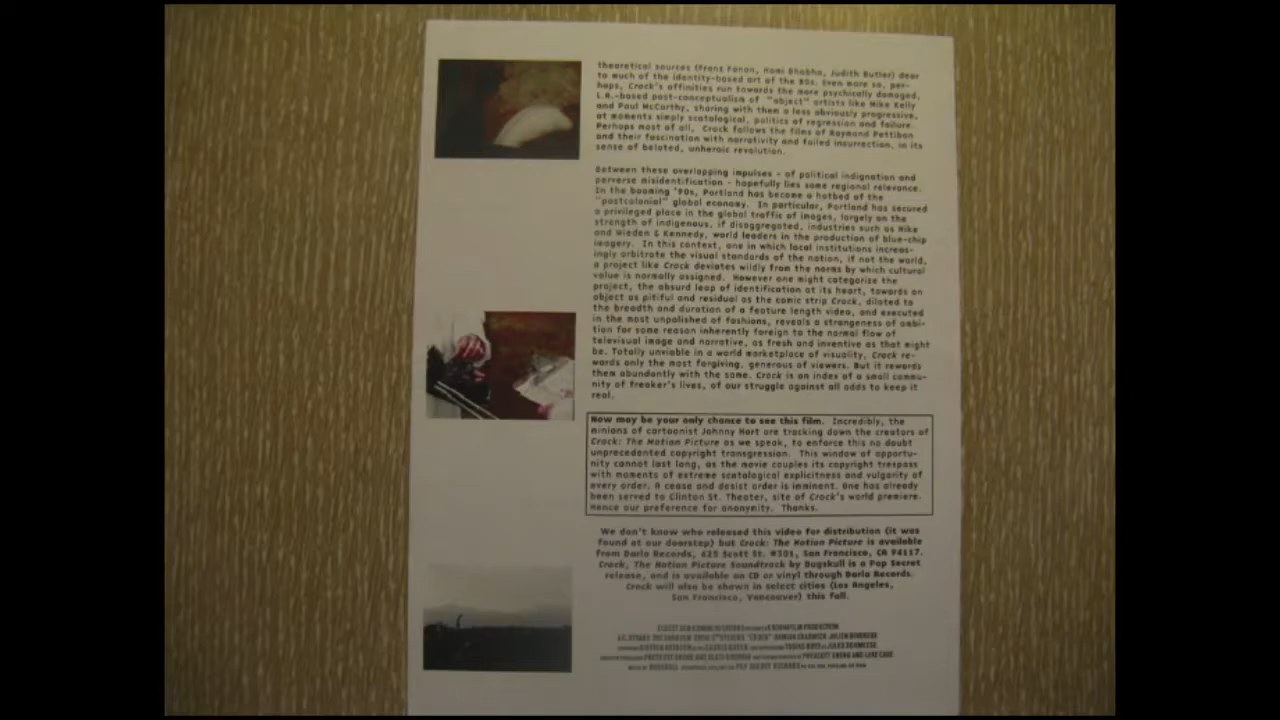 theoretical sources (Franz Fanon, Homi Bhabha, Judith Butler) dear
to much of the identity-based art of the 80s. Even more so, per-
haps, Crock's affinities run towards the more psychically damaged,
L.A.-based post-conceptualism of "abject" artists like Mike Kelly
and Paul McCarthy, sharing with them a less obviously progressive,
at moments simply scatological, politics of regression and failure.
Perhaps most of all, Crock follows the films of Raymond Pettibon
and their fascination with narrativity and failed insurrection, in its
sense of belated, unheroic revolution.
Between these overlapping impulses - of political indignation and
perverse misidentification - hopefully lies some regional relevance.
In the booming '90s, Portland has become a hotbed of the
"postcolonial" global economy. In particular, Portland has secured
a privileged place in the global traffic of images, largely on the
strength of indigenous, if disaggregated, industries such as Nike
and Wieden & Kennedy, world leaders in the production of blue-chip
imagery. In this context, one in which local institutions increas-
ingly arbitrate the visual standards of the nation, if not the world,
a project like Crock deviates wildly from the norms by which cultural
value is normally assigned. However one might categorize the
project, the absurd leap of identification at its heart, towards an
object as pitiful and residual as the comic strip Crock, dilated to
the breadth and duration of a feature length video, and executed
in the most unpolished of fashions, reveals a strangeness of ambi-
tion for some reason inherently foreign to the normal flow of
televisual image and narrative, as fresh and inventive as that might
be. Totally unviable in a world marketplace of visuality, Crock re-
wards only the most forgiving, generous of viewers. But it rewards
them abundantly with the same. Crock is an index of a small commu-
nity of freaker's lives, of our struggle against all odds to keep it
real.
Now may be your only chance to see this film. Incredibly, the
minions of cartoonist Johnny Hart are tracking down the creators of
Crock: The Motion Picture as we speak, to enforce this no doubt
unprecedented copyright transgression. This window of opportu-
nity cannot last long, as the movie couples its copyright trespass
with moments of extreme scatological explicitness and vulgarity of
every order. A cease and desist order is imminent. One has already
been served to Clinton St. Theater, site of Crock's world premiere.
Hence our preference for anonymity. Thanks.
We don't know who released this video for distribution (it was
found at our doorstep) but Crock: The Motion Picture is available
from Darla Records, 625 Scott St. #301, San Francisco, CA 94117.
Crock, The Motion Picture Soundtrack by Bugskull is a Pop Secret
release, and is available on CD or vinyl through Darla Records.
Crock will also be shown in select cities (Los Angeles,
San Francisco, Vancouver) this fall.